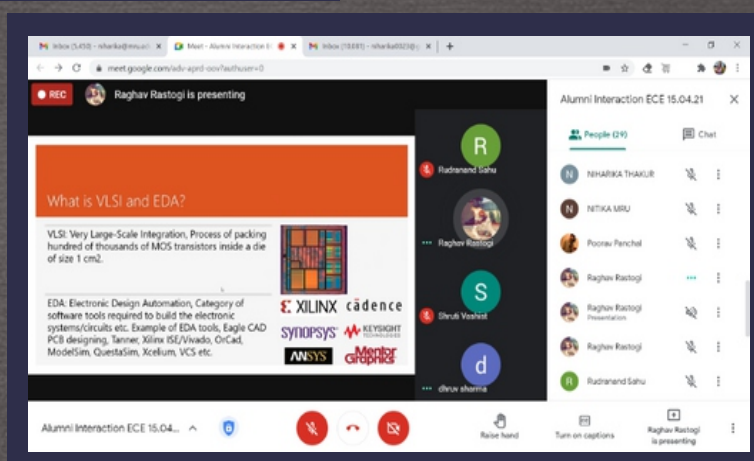 Inbox (5,450) - niharika@mru.ac.i
Meet - Alumni Interaction E
Inbox (10,881) - niharika0023@g
meet.google.com/adv-aprd-oov?authuser=0
REC
Raghav Rastogi is presenting
What is VLSI and EDA?
VLSI: Very Large-Scale Integration, Process of packing
hundred of thousands of MOS transistors inside a die
of size 1 cm2.
EDA: Electronic Design Automation, Category of
software tools required to build the electronic
systems/circuits etc. Example of EDA tools, Eagle CAD
PCB designing, Tanner, Xilinx ISE/Vivado, OrCad,
ModelSim, QuestaSim, Xcelium, VCS etc.
XILINX
cādence
SYNOPSYS
KEYSIGHT
TECHNOLOGIES
ANSYS
Mentor
Graphics
R
Rudranand Sahu
Raghav Rastogi
S
Shruti Vashist
d
dhruv sharma
Alumni Interaction ECE 15.04.21
People (29)
Chat
N
NIHARIKA THAKUR
N
NITIKA MRU
Poorav Panchal
Raghav Rastogi
Raghav Rastogi
Presentation
Raghav Rastogi
R
Rudranand Sahu
Alumni Interaction ECE 15.04...
Raise hand
Turn on captions
Raghav Rastogi
is presenting